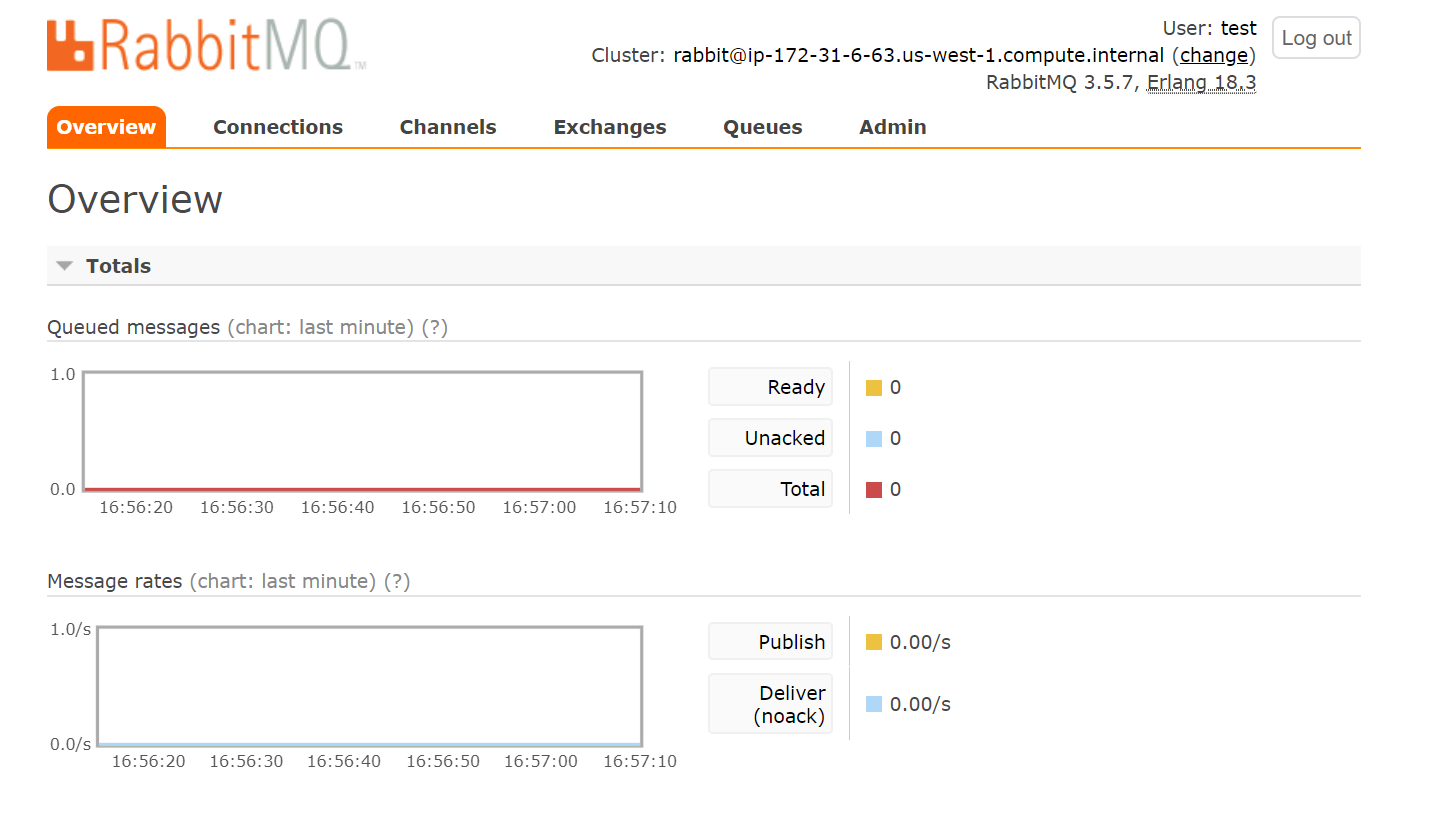 RabbitMQ™
User: test
Log out
Cluster: rabbit@ip-172-31-6-63.us-west-1.compute.internal (change)
RabbitMQ 3.5.7, Erlang 18.3
Overview Connections Channels Exchanges Queues Admin
Overview
Totals
Queued messages (chart: last minute) (?)
1.0
0.0
16:56:20 16:56:30 16:56:40 16:56:50 16:57:00 16:57:10
Ready 0
Unacked 0
Total 0
Message rates (chart: last minute) (?)
1.0/s
0.0/s
16:56:20 16:56:30 16:56:40 16:56:50 16:57:00 16:57:10
Publish 0.00/s
Deliver
(noack)
0.00/s